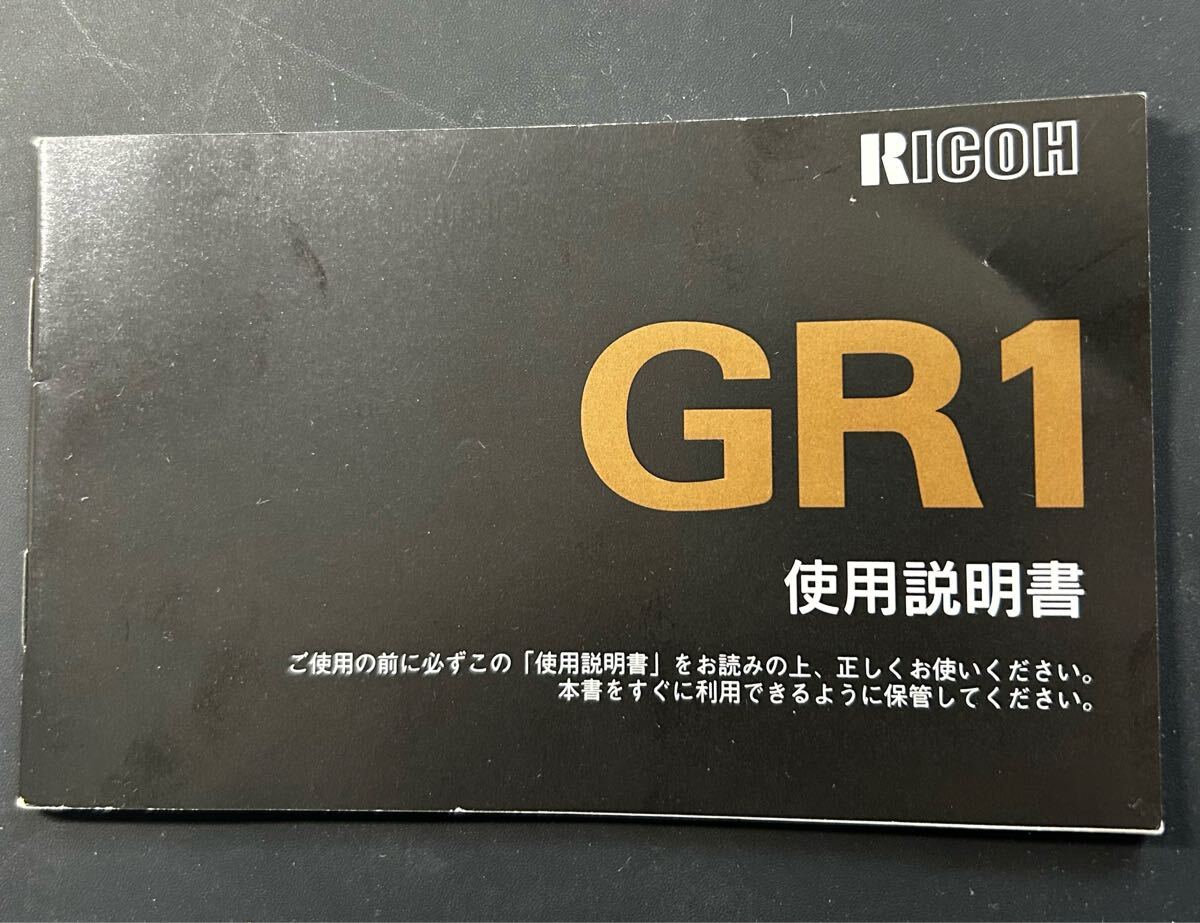 RICOH
GR1
使用説明書
ご使用の前に必ずこの「使用説明書」をお読みの上、正しくお使いください。
本書をすぐに利用できるように保管してください。